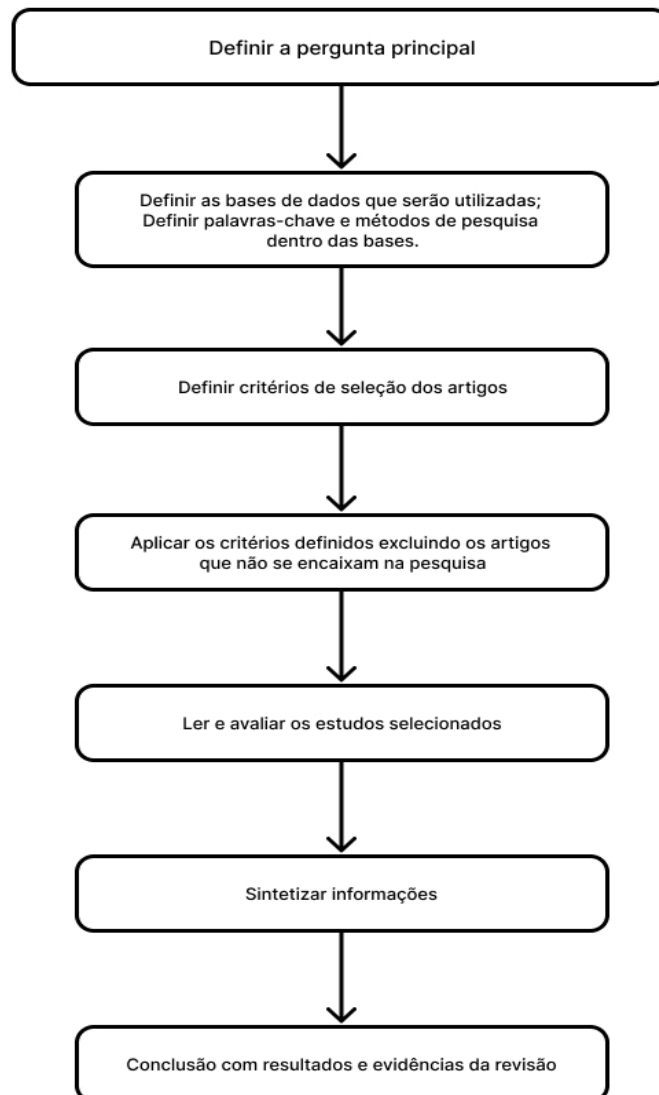 Definir a pergunta principal
Definir as bases de dados que serão utilizadas;
Definir palavras-chave e métodos de pesquisa
dentro das bases.
Definir critérios de seleção dos artigos
Aplicar os critérios definidos excluindo os artigos
que não se encaixam na pesquisa
Ler e avaliar os estudos selecionados
Sintetizar informações
Conclusão com resultados e evidências da revisão